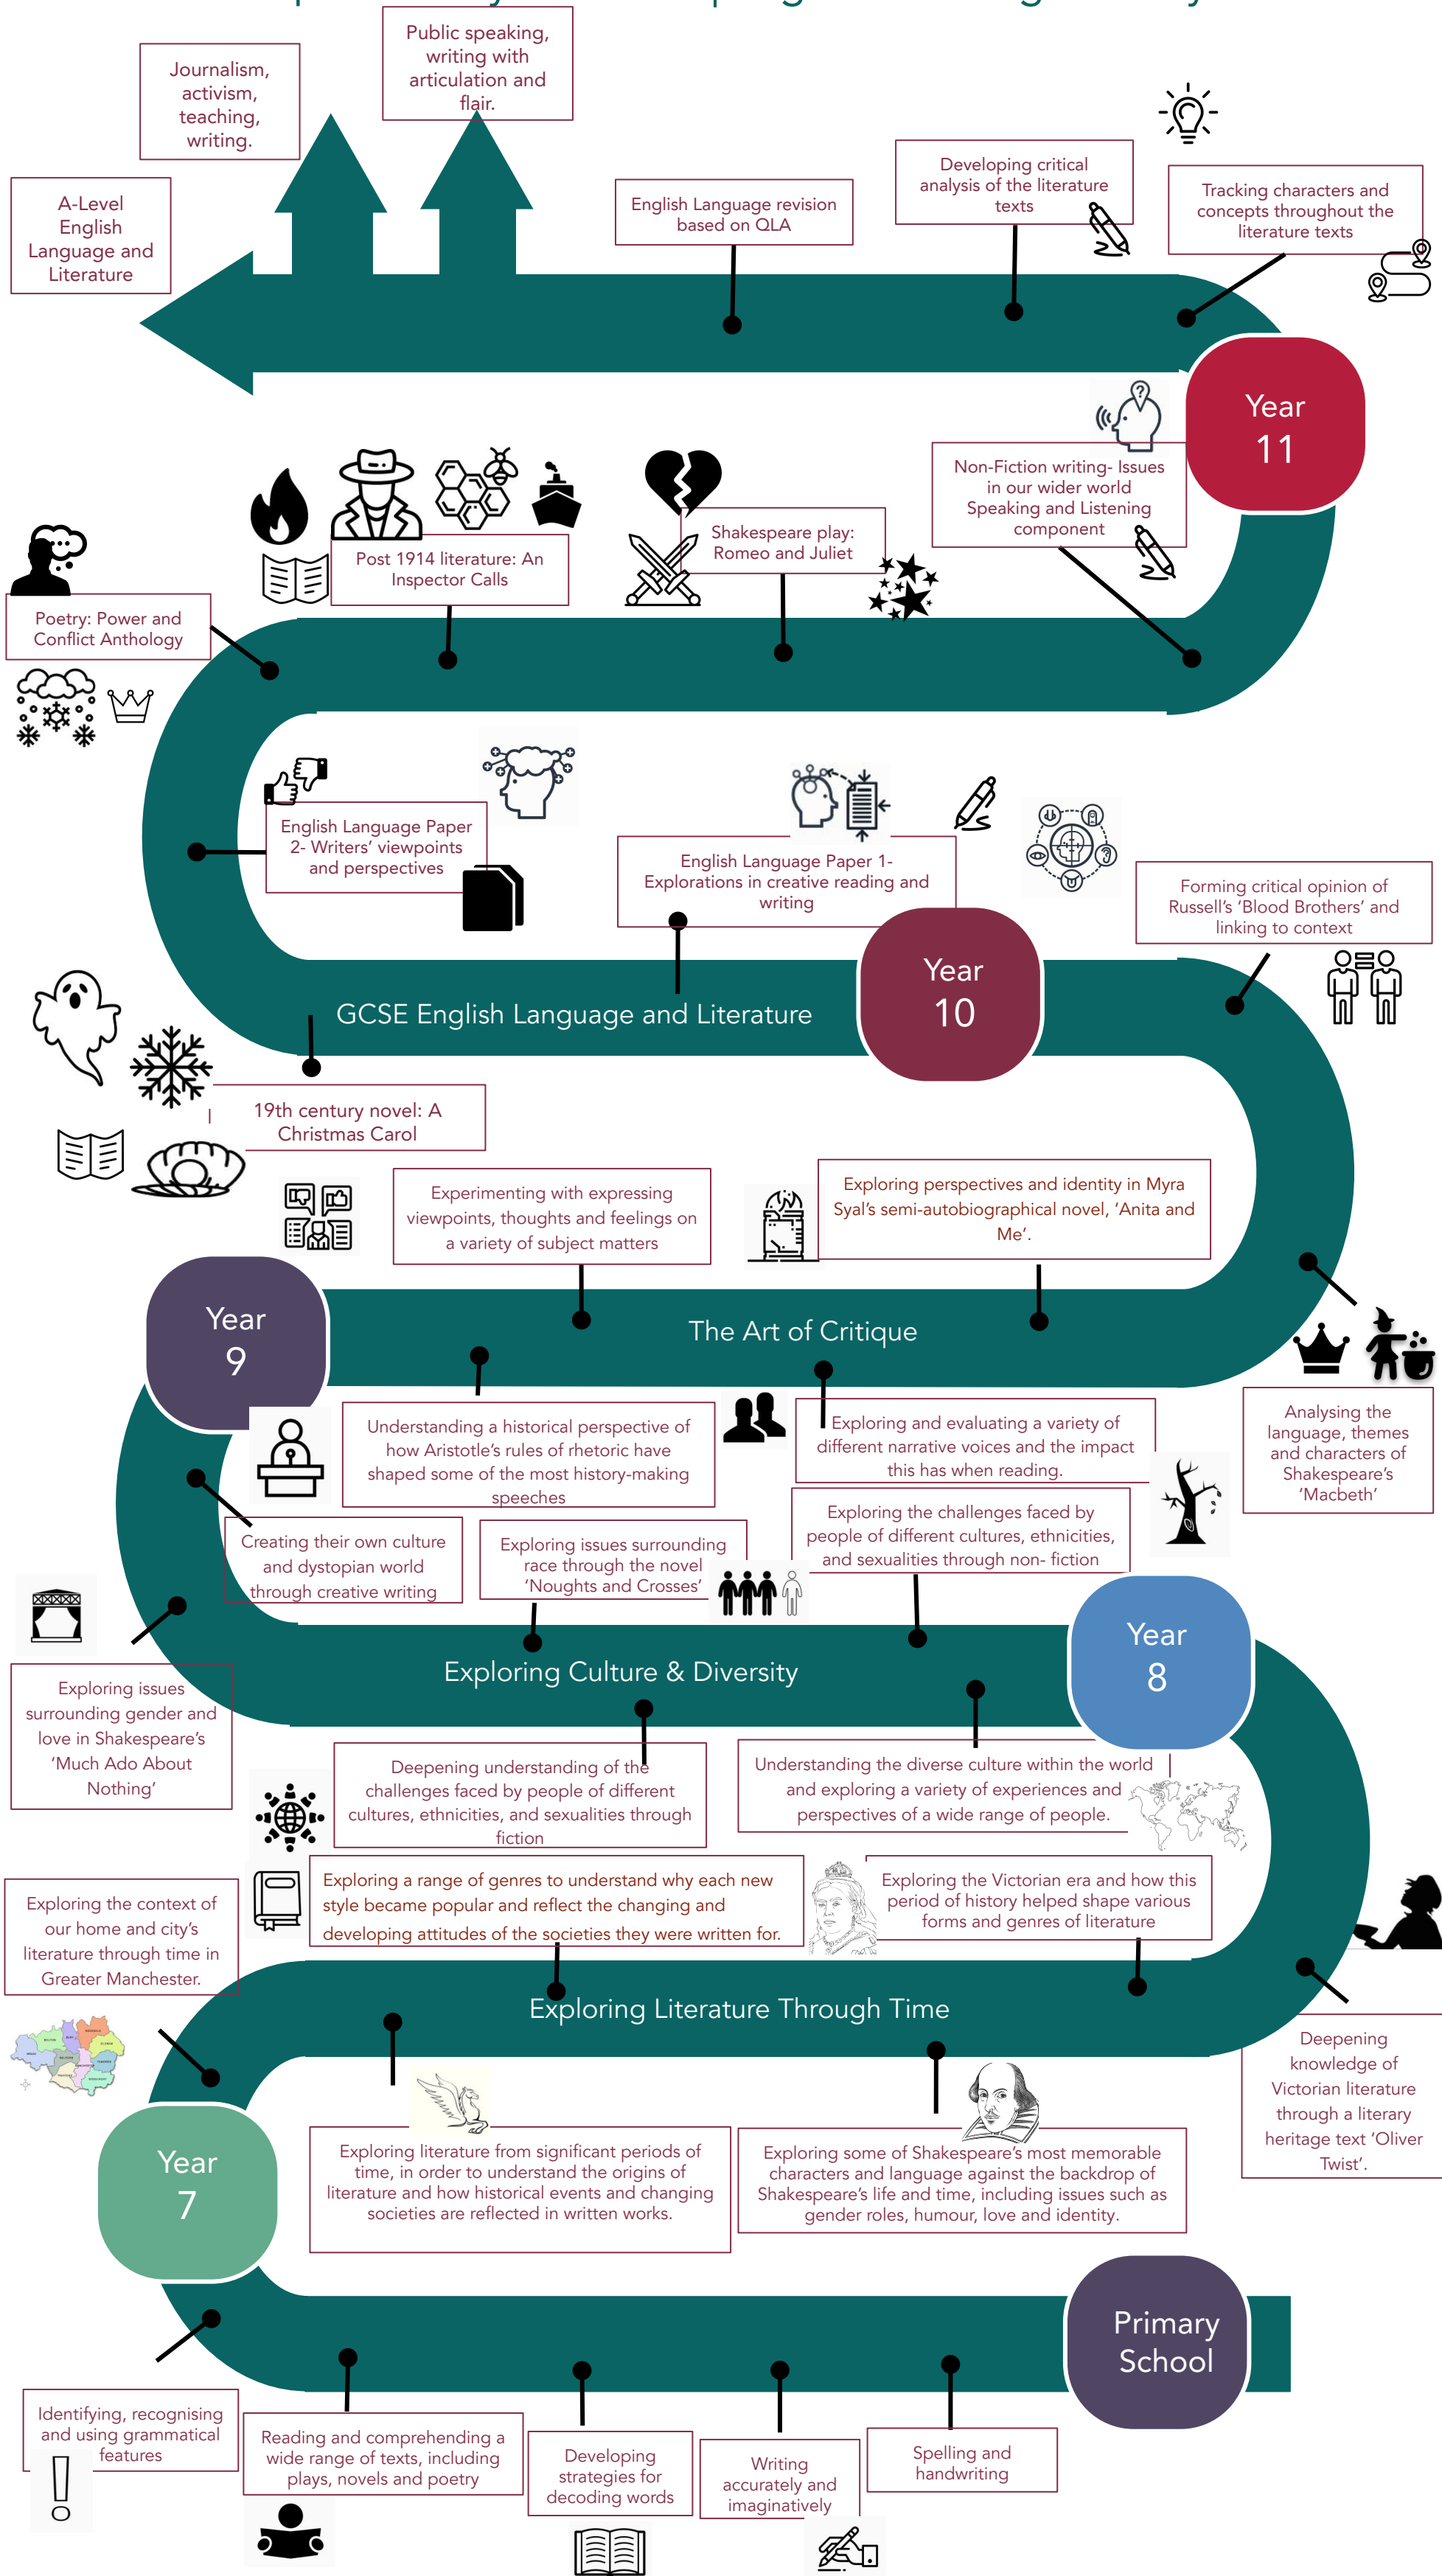 Public speaking,
writing with
articulation and
flair.
Journalism,
activism,
teaching,
writing.
A-Level
English
Language and
Literature
English Language revision
based on QLA
Developing critical
analysis of the literature
texts
Tracking characters and
concepts throughout the
literature texts
Year
11
Non-Fiction writing- Issues
in our wider world
Speaking and Listening
component
Shakespeare play:
Romeo and Juliet
Post 1914 literature: An
Inspector Calls
Poetry: Power and
Conflict Anthology
English Language Paper
2- Writers’ viewpoints
and perspectives
English Language Paper 1-
Explorations in creative reading and
writing
Forming critical opinion of
Russell’s ‘Blood Brothers’ and
linking to context
Year
10
GCSE English Language and Literature
19th century novel: A
Christmas Carol
Experimenting with expressing
viewpoints, thoughts and feelings on
a variety of subject matters
Exploring perspectives and identity in Myra
Syal’s semi-autobiographical novel, ‘Anita and
Me’.
Year
9
The Art of Critique
Understanding a historical perspective of
how Aristotle’s rules of rhetoric have
shaped some of the most history-making
speeches
Exploring and evaluating a variety of
different narrative voices and the impact
this has when reading.
Analysing the
language, themes
and characters of
Shakespeare’s
‘Macbeth’
Creating their own culture
and dystopian world
through creative writing
Exploring issues surrounding
race through the novel
‘Noughts and Crosses’
Exploring the challenges faced by
people of different cultures, ethnicities,
and sexualities through non- fiction
Year
8
Exploring Culture & Diversity
Exploring issues
surrounding gender and
love in Shakespeare’s
‘Much Ado About
Nothing’
Deepening understanding of the
challenges faced by people of different
cultures, ethnicities, and sexualities through
fiction
Understanding the diverse culture within the world
and exploring a variety of experiences and
perspectives of a wide range of people.
Exploring the context of
our home and city’s
literature through time in
Greater Manchester.
Exploring a range of genres to understand why each new
style became popular and reflect the changing and
developing attitudes of the societies they were written for.
Exploring the Victorian era and how this
period of history helped shape various
forms and genres of literature
Exploring Literature Through Time
Deepening
knowledge of
Victorian literature
through a literary
heritage text ‘Oliver
Twist’.
Year
7
Exploring literature from significant periods of
time, in order to understand the origins of
literature and how historical events and changing
societies are reflected in written works.
Exploring some of Shakespeare’s most memorable
characters and language against the backdrop of
Shakespeare’s life and time, including issues such as
gender roles, humour, love and identity.
Primary
School
Identifying, recognising
and using grammatical
features
Reading and comprehending a
wide range of texts, including
plays, novels and poetry
Developing
strategies for
decoding words
Writing
accurately and
imaginatively
Spelling and
handwriting